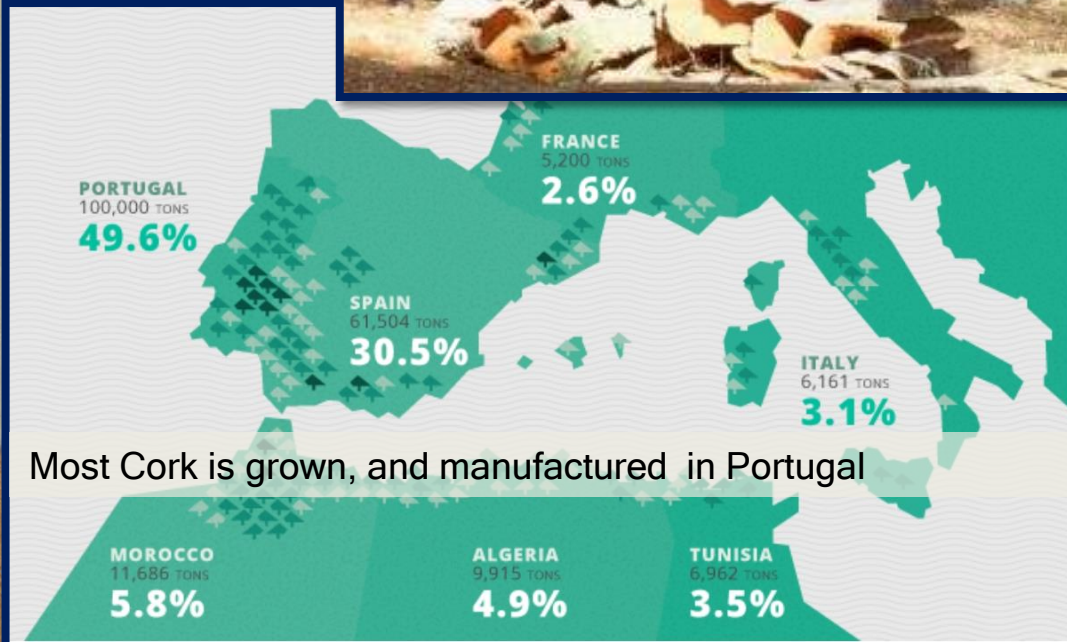 FRANCE
5,200 TONS
2.6%
PORTUGAL
100,000 TONS
49.6%
SPAIN
61,504 TONS
30.5%
ITALY
6,161 TONS
3.1%
Most Cork is grown, and manufactured  in Portugal
MOROCCO
11,686 TONS
5.8%
ALGERIA
9,915 TONS
4.9%
TUNISIA
6,962 TONS
3.5%